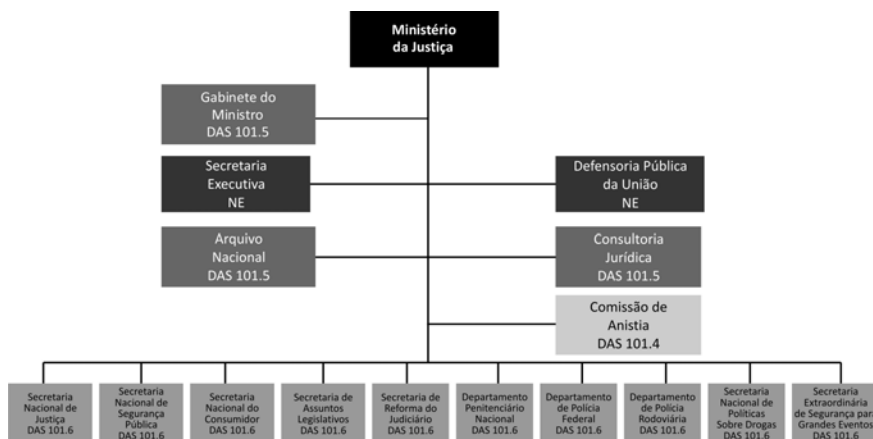 Ministério
da Justiça
Gabinete do
Ministro
DAS 101.5
Secretaria
Executiva
NE
Defensoria Pública
da União
NE
Arquivo
Nacional
DAS 101.5
Consultoria
Jurídica
DAS 101.5
Comissão de
Anistia
DAS 101.4
Secretaria
Nacional de
Justiça
DAS 101.6
Secretaria
Nacional de
Segurança
Pública
DAS 101.6
Secretaria
Nacional do
Consumidor
DAS 101.6
Secretaria de
Assuntos
Legislativos
DAS 101.6
Secretaria de
Reforma do
Judiciário
DAS 101.6
Departamento
Penitenciário
Nacional
DAS 101.6
Departamento
de Polícia
Federal
DAS 101.6
Departamento
de Polícia
Rodoviária
DAS 101.6
Secretaria
Nacional de
Políticas
Sobre Drogas
DAS 101.6
Secretaria
Extraordinária
de Segurança para
Grandes Eventos
DAS 101.6